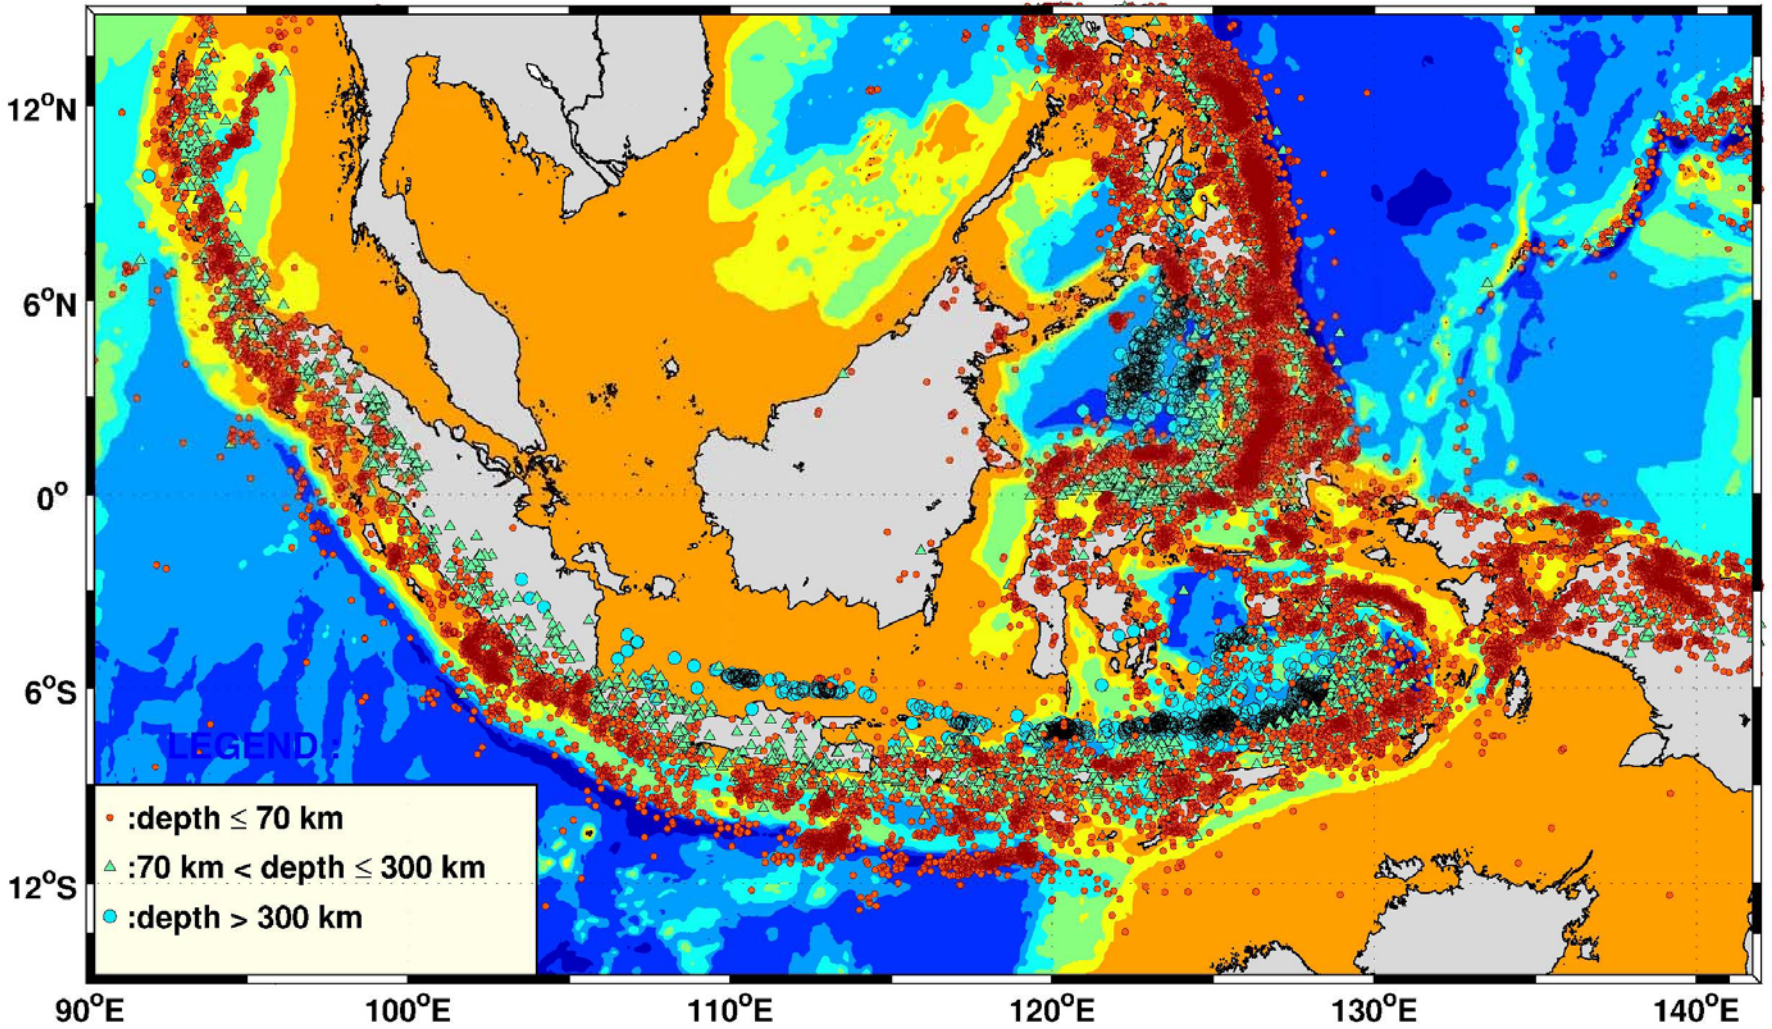 12°N
6°N
0°
6°S
12°S
LEGEND :
:depth ≤ 70 km
:70 km < depth ≤ 300 km
:depth > 300 km
90°E 100°E 110°E 120°E 130°E 140°E